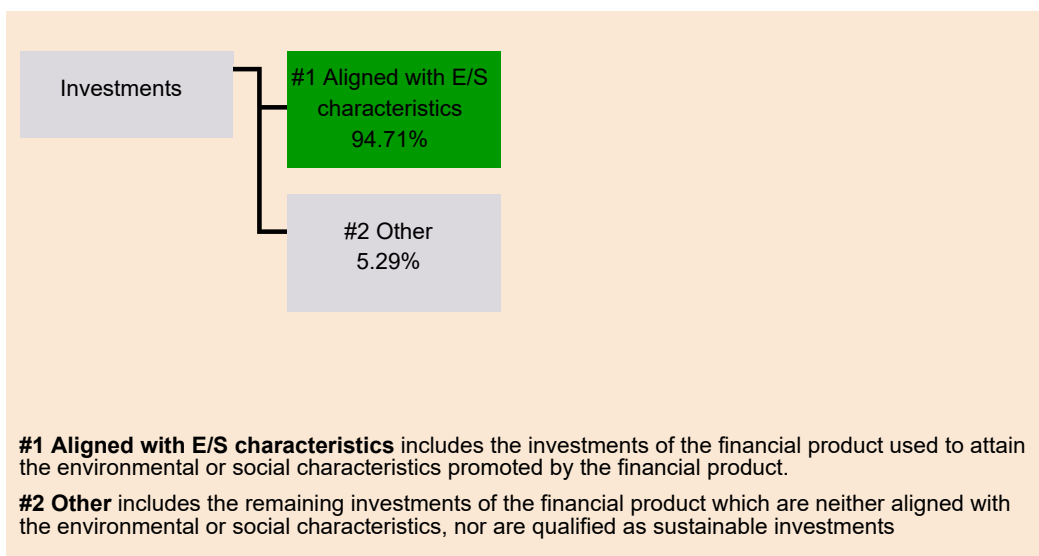 Investments
#1 Aligned with E/S
characteristics
94.71%
#2 Other
5.29%
#1 Aligned with E/S characteristics includes the investments of the financial product used to attain
the environmental or social characteristics promoted by the financial product.
#2 Other includes the remaining investments of the financial product which are neither aligned with
the environmental or social characteristics, nor are qualified as sustainable investments